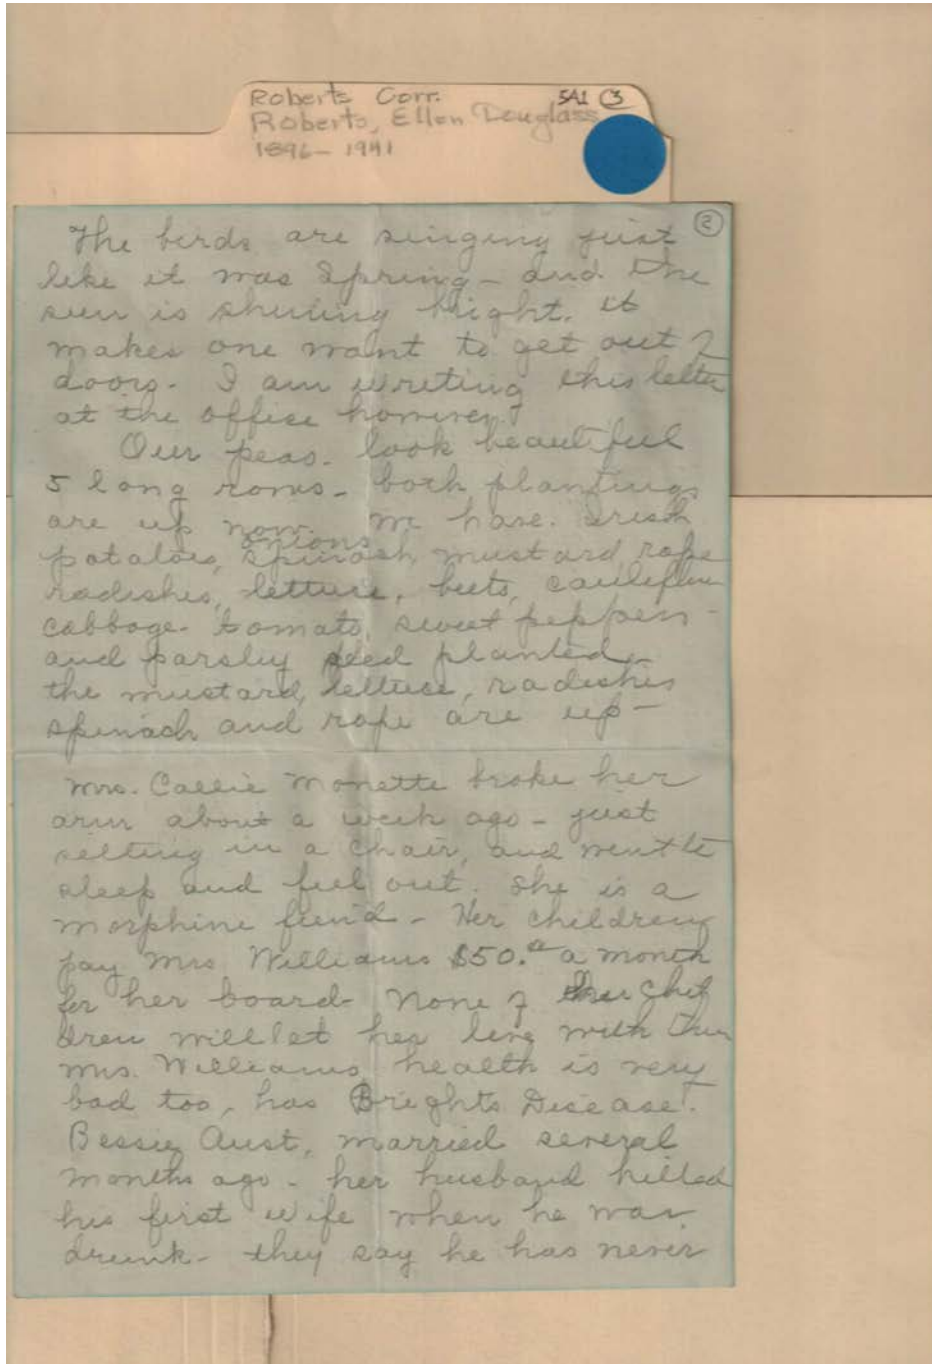 Roberts Corr. 5A1 (3)
Roberts, Ellen Douglass
1896 - 1941
(2)
The birds are singing just
like it was Spring - and the
sun is shining bright. it
makes one want to get out
doors. I am writing this letter
at the office however
Our peas. look beautiful
5 long rows - both plantings
are up now. We have. Irish
onions
potatoes, spinach, mustard, rape
radishes, lettuce, beets, cauliflower
cabbage - tomato, sweet peppers -
and parsley seed planted -
the mustard, lettuce, radishes
spinach and rape are up -
Mrs. Callie Monette broke her
arm about a week ago - just
setting in a chair, and went to
sleep and fell out. She is a
morphine fiend - Her children
pay Mrs Williams $50. a month
for her board - None of her chil
dren will let her live with them
Mrs. Williams, health is very
bad too, has Brights Disease.
Bessie Aust, married several
months ago - her husband killed
his first wife when he was
drunk - they say he has never